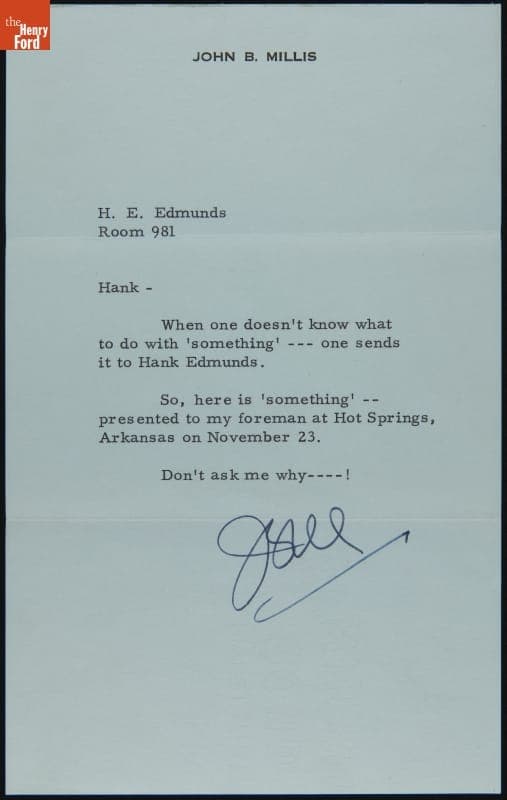 the
Henry
Ford
JOHN B. MILLIS
H. E. Edmunds
Room 981
Hank -
When one doesn't know what
to do with 'something' --- one sends
it to Hank Edmunds.
So, here is 'something' --
presented to my foreman at Hot Springs,
Arkansas on November 23.
Don't ask me why----!